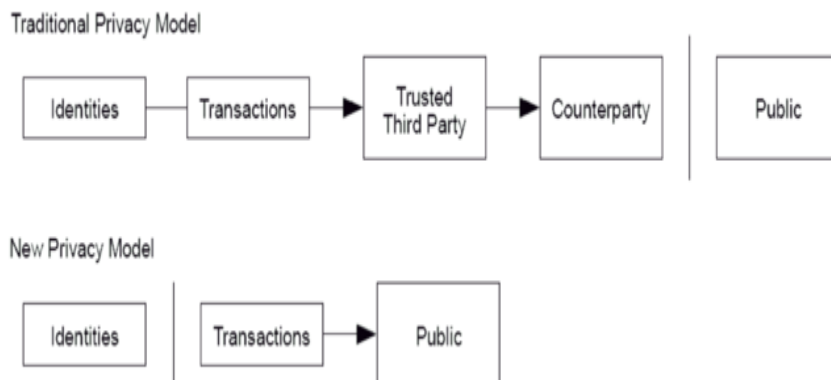 Traditional Privacy Model
Identities
Transactions
Trusted
Third Party
Counterparty
Public
New Privacy Model
Identities
Transactions
Public